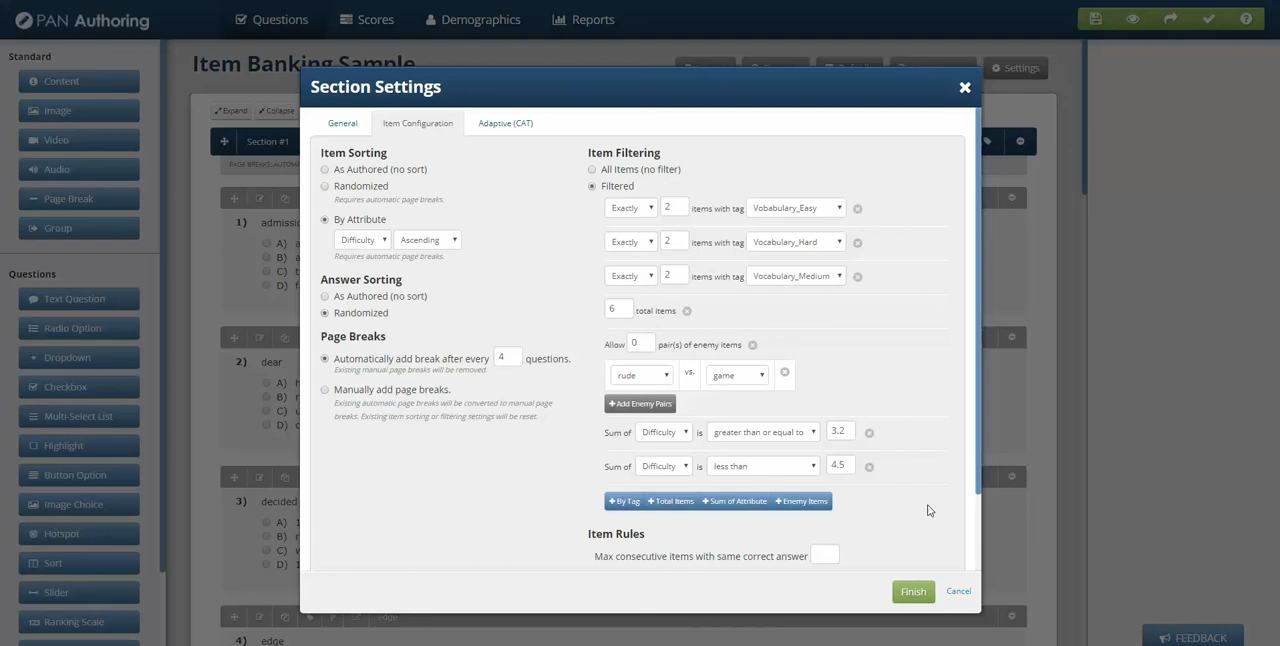 PAN Authoring
Questions
Scores
Demographics
Reports
Standard
Content
Image
Video
Audio
Page Break
Group
Questions
Text Question
Radio Option
Dropdown
Checkbox
Multi-Select List
Highlight
Button Option
Image Choice
Hotspot
Sort
Slider
123 Ranking Scale
Item Banking Sample
Settings
Expand
Collapse
Section #1
1) admissio
A)
B)
C)
D)
2) dear
A)
B)
C)
D)
3) decided
A)
B)
C)
D)
edge
4) edge
Section Settings
General
Item Configuration
Adaptive (CAT)
Item Sorting
As Authored (no sort)
Randomized
Requires automatic page breaks.
By Attribute
Difficulty
Ascending
Requires automatic page breaks.
Answer Sorting
As Authored (no sort)
Randomized
Page Breaks
Automatically add break after every 4 questions.
Existing manual page breaks will be removed.
Manually add page breaks.
Existing automatic page breaks will be converted to manual page
breaks. Existing item sorting or filtering settings will be reset.
Item Filtering
All Items (no filter)
Filtered
Exactly 2 items with tag Vobabulary_Easy
Exactly 2 items with tag Vocabulary_Hard
Exactly 2 items with tag Vocabulary_Medium
6 total items
Allow 0 pair(s) of enemy items
rude vs. game
+ Add Enemy Pairs
Sum of Difficulty is greater than or equal to 3.2
Sum of Difficulty is less than 4.5
+ By Tag + Total Items + Sum of Attribute + Enemy Items
Item Rules
Max consecutive items with same correct answer
Finish
Cancel
FEEDBACK